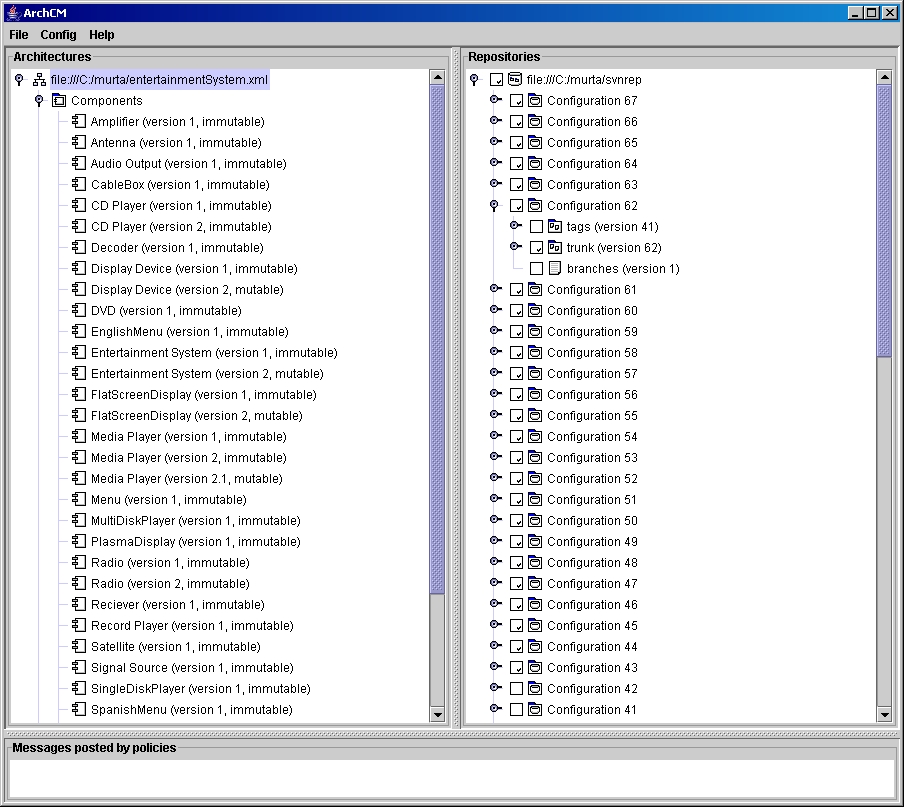 ArchCM
File Config Help
Architectures
file:///C:/murta/entertainmentSystem.xml
Components
Amplifier (version 1, immutable)
Antenna (version 1, immutable)
Audio Output (version 1, immutable)
CableBox (version 1, immutable)
CD Player (version 1, immutable)
CD Player (version 2, immutable)
Decoder (version 1, immutable)
Display Device (version 1, immutable)
Display Device (version 2, mutable)
DVD (version 1, immutable)
EnglishMenu (version 1, immutable)
Entertainment System (version 1, immutable)
Entertainment System (version 2, mutable)
FlatScreenDisplay (version 1, immutable)
FlatScreenDisplay (version 2, mutable)
Media Player (version 1, immutable)
Media Player (version 2, immutable)
Media Player (version 2.1, mutable)
Menu (version 1, immutable)
MultiDiskPlayer (version 1, immutable)
PlasmaDisplay (version 1, immutable)
Radio (version 1, immutable)
Radio (version 2, immutable)
Reciever (version 1, immutable)
Record Player (version 1, immutable)
Satellite (version 1, immutable)
Signal Source (version 1, immutable)
SingleDiskPlayer (version 1, immutable)
SpanishMenu (version 1, immutable)
Repositories
file:///C:/murta/svnrep
Configuration 67
Configuration 66
Configuration 65
Configuration 64
Configuration 63
Configuration 62
tags (version 41)
trunk (version 62)
branches (version 1)
Configuration 61
Configuration 60
Configuration 59
Configuration 58
Configuration 57
Configuration 56
Configuration 55
Configuration 54
Configuration 53
Configuration 52
Configuration 51
Configuration 50
Configuration 49
Configuration 48
Configuration 47
Configuration 46
Configuration 45
Configuration 44
Configuration 43
Configuration 42
Configuration 41
Messages posted by policies